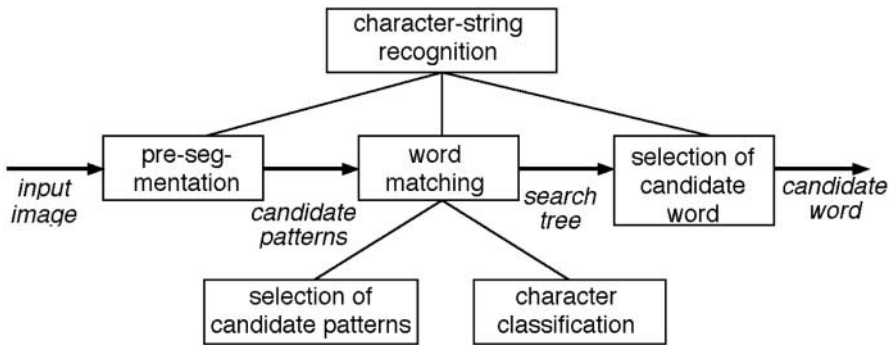 character-string
recognition
pre-seg-
mentation
word
matching
selection of
candidate
word
input
image
candidate
patterns
search
tree
candidate
word
selection of
candidate patterns
character
classification